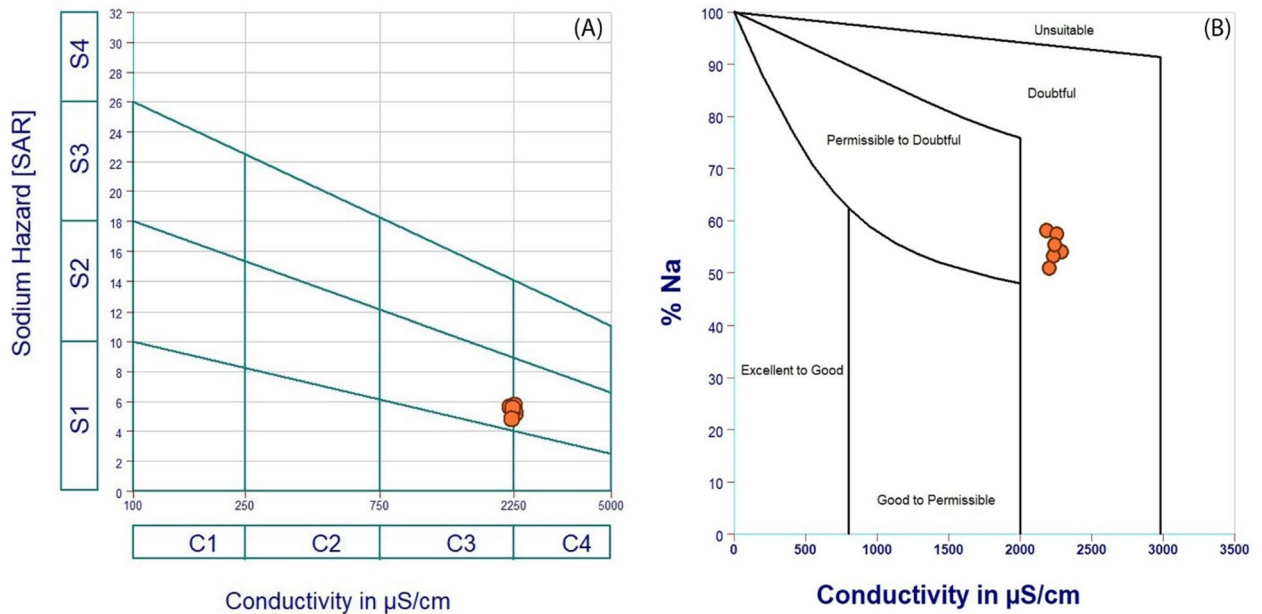 (A)
Sodium Hazard [SAR]
S4
S3
S2
S1
32
30
28
26
24
22
20
18
16
14
12
10
8
6
4
2
0
100
250
750
2250
5000
C1
C2
C3
C4
Conductivity in µS/cm
(B)
% Na
100
90
80
70
60
50
40
30
20
10
0
Unsuitable
Doubtful
Permissible to Doubtful
Excellent to Good
Good to Permissible
0
500
1000
1500
2000
2500
3000
3500
Conductivity in µS/cm